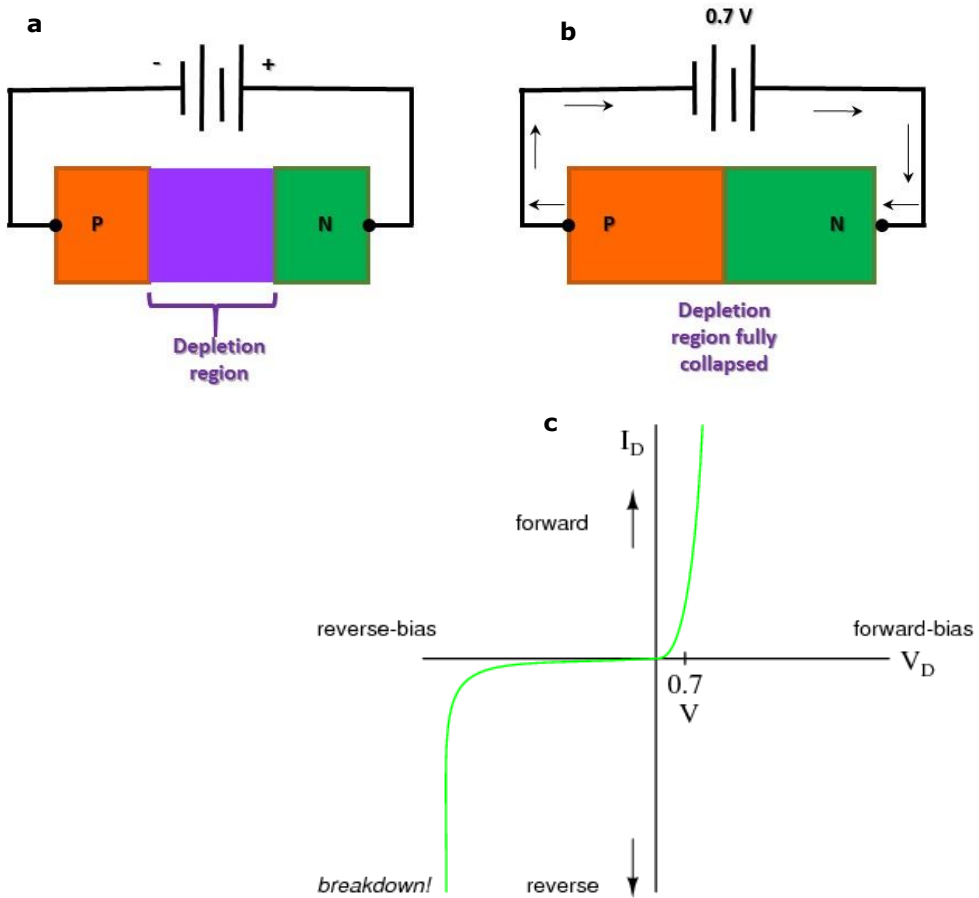 a
- +
P
N
Depletion
region
b
0.7 V
P
N
Depletion
region fully
collapsed
c
I_D
forward
reverse-bias
forward-bias
V_D
0.7
V
breakdown!
reverse